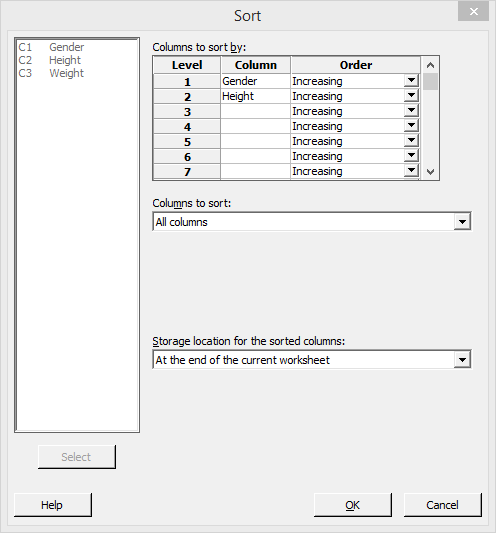 Sort
C1 Gender
C2 Height
C3 Weight
Columns to sort by:
Level Column Order
1 Gender Increasing
2 Height Increasing
3 Increasing
4 Increasing
5 Increasing
6 Increasing
7 Increasing
Columns to sort:
All columns
Storage location for the sorted columns:
At the end of the current worksheet
Select
Help OK Cancel